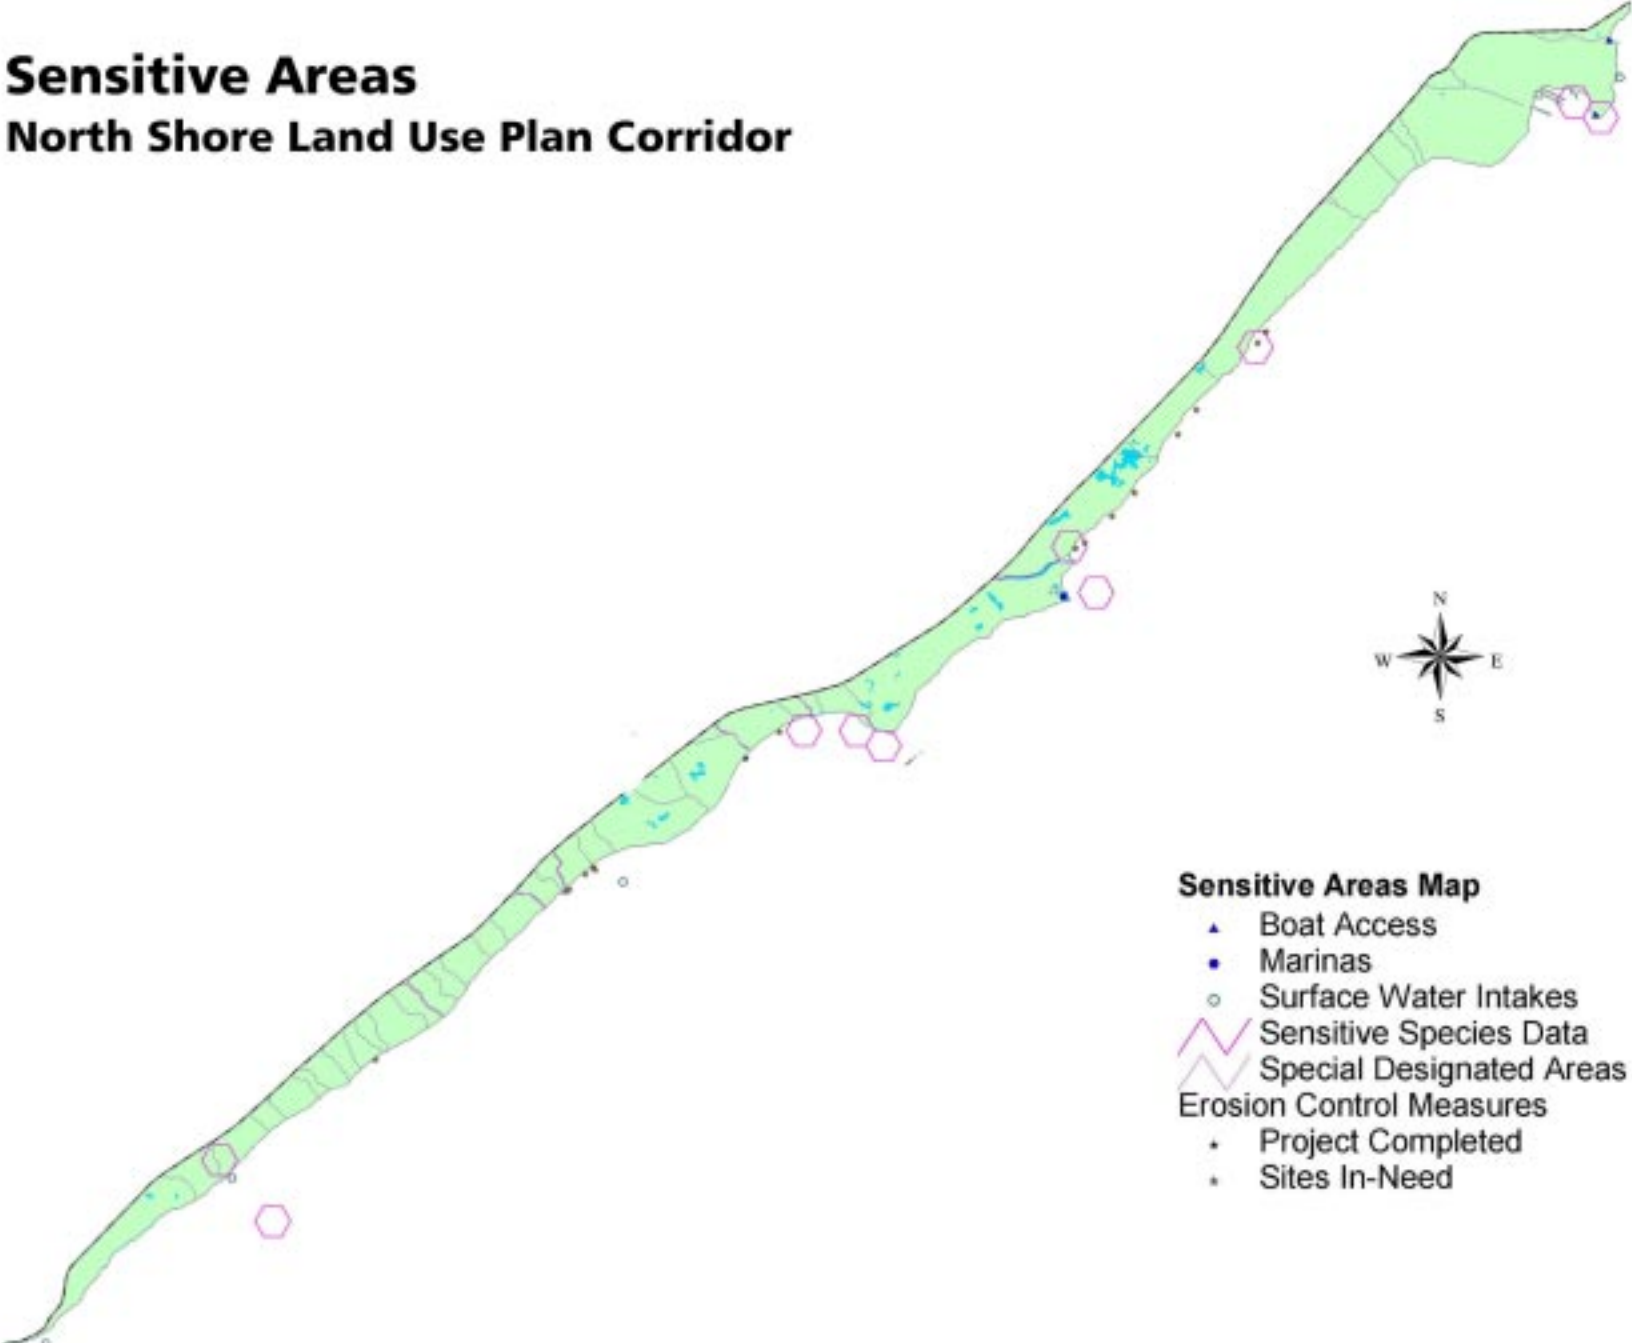 Sensitive Areas
North Shore Land Use Plan Corridor
N
W E
S
Sensitive Areas Map
Boat Access
Marinas
Surface Water Intakes
Sensitive Species Data
Special Designated Areas
Erosion Control Measures
Project Completed
Sites In-Need